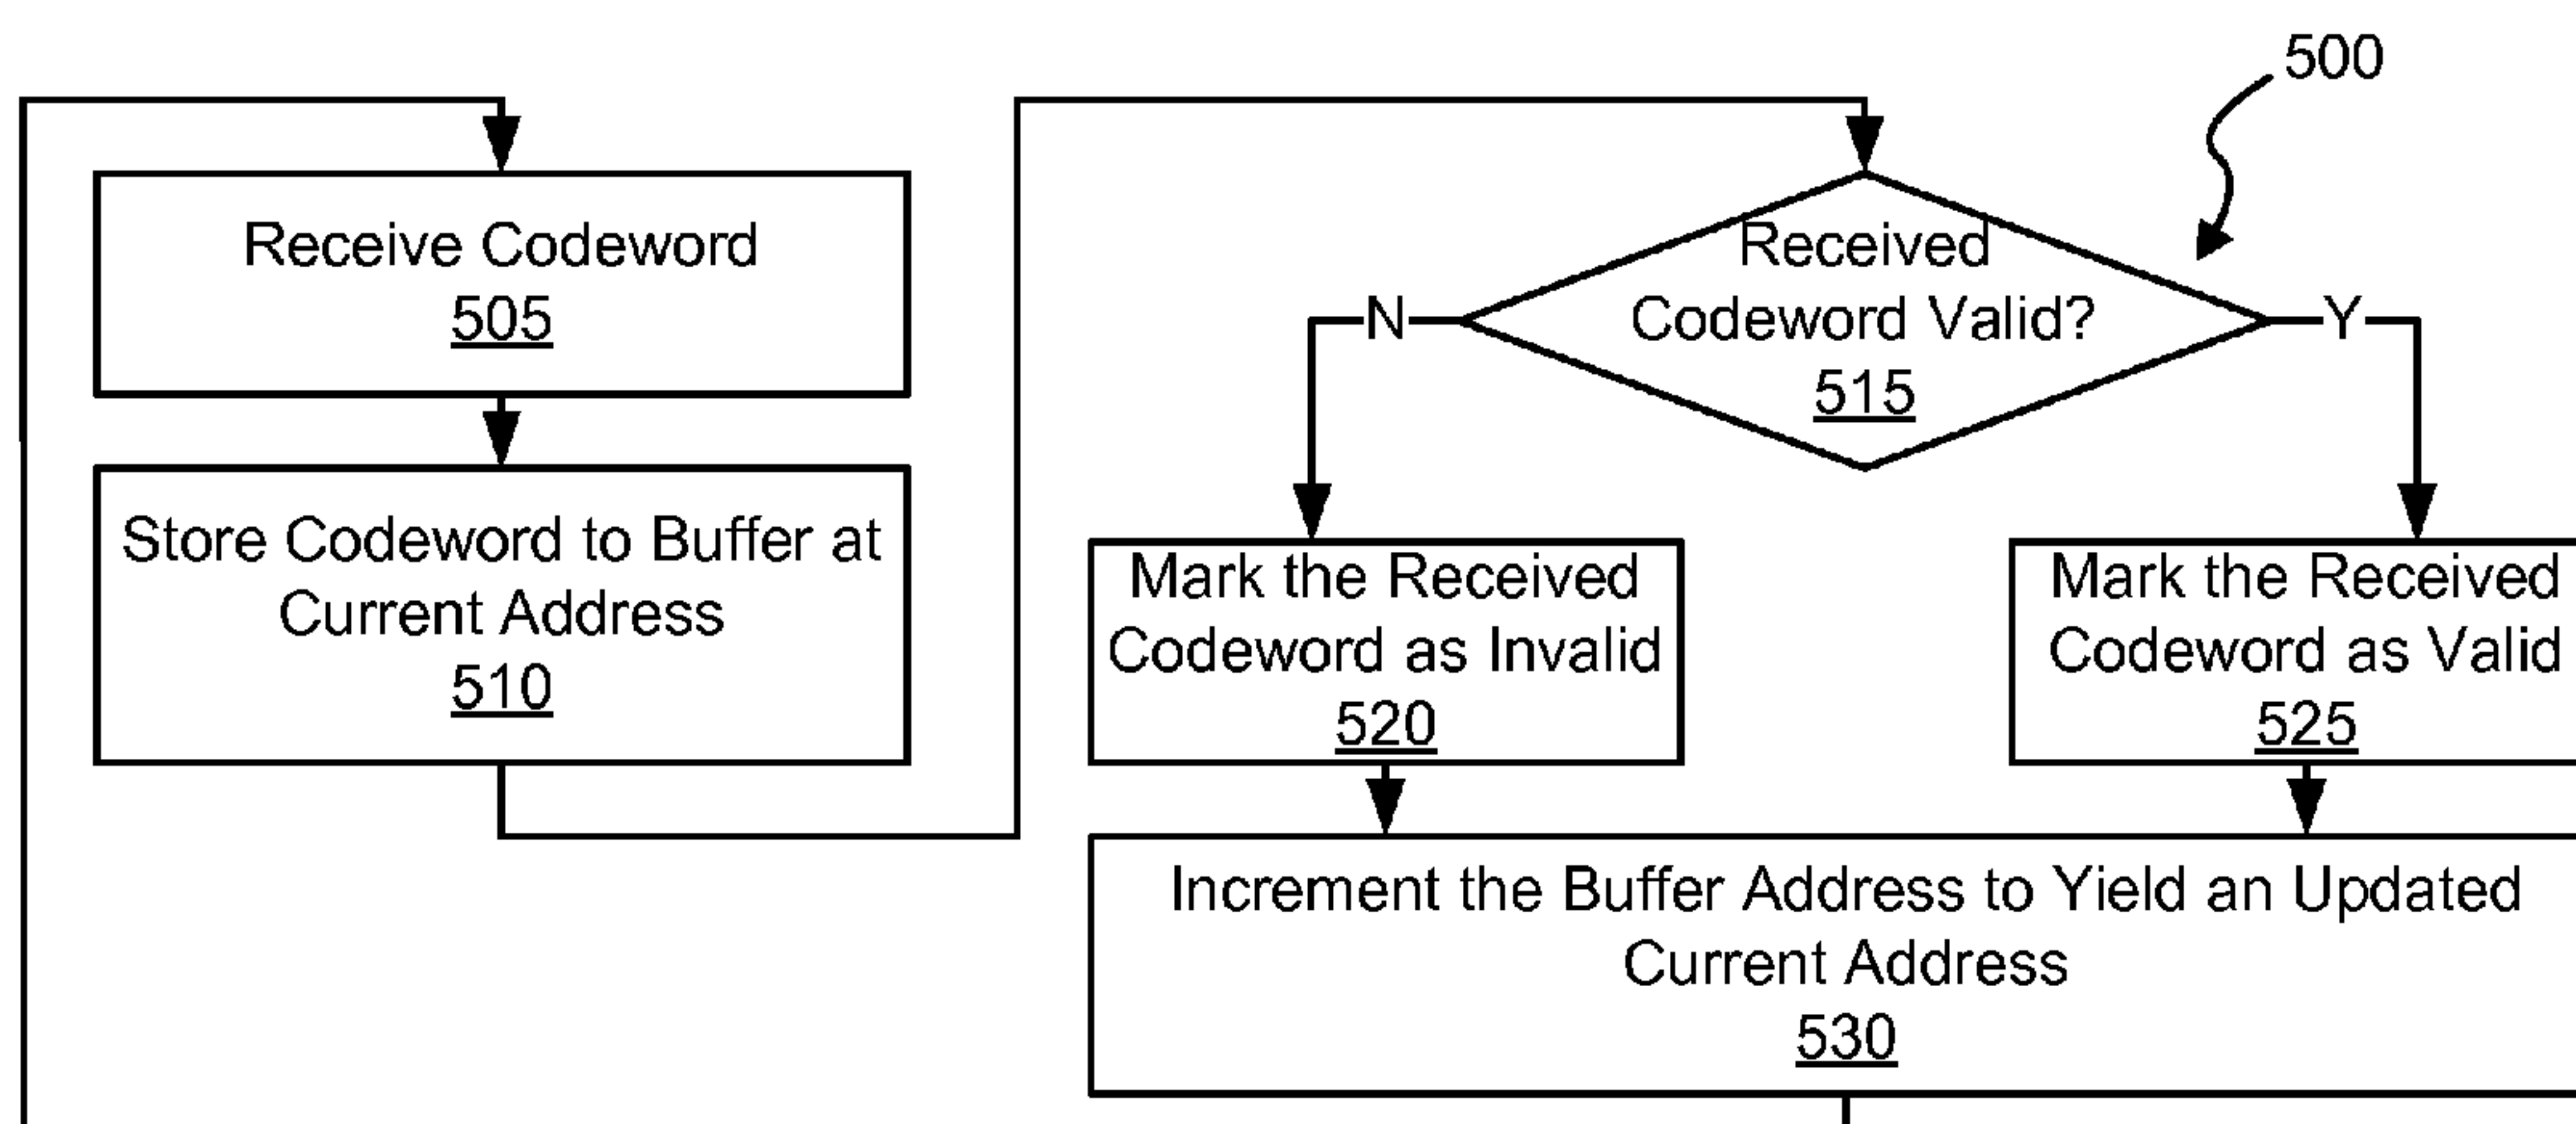 500
Receive Codeword
505
Store Codeword to Buffer at
Current Address
510
Received
Codeword Valid?
515
N
Y
Mark the Received
Codeword as Invalid
520
Mark the Received
Codeword as Valid
525
Increment the Buffer Address to Yield an Updated
Current Address
530